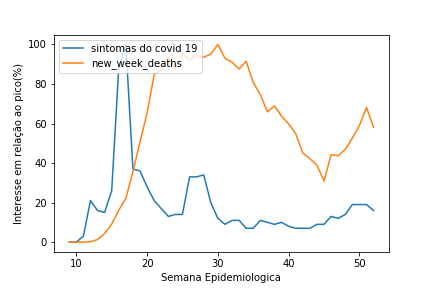 sintomas do covid 19
new_week_deaths
100
80
60
40
20
0
10 20 30 40 50
Interesse em relação ao pico(%)
Semana Epidemiologica